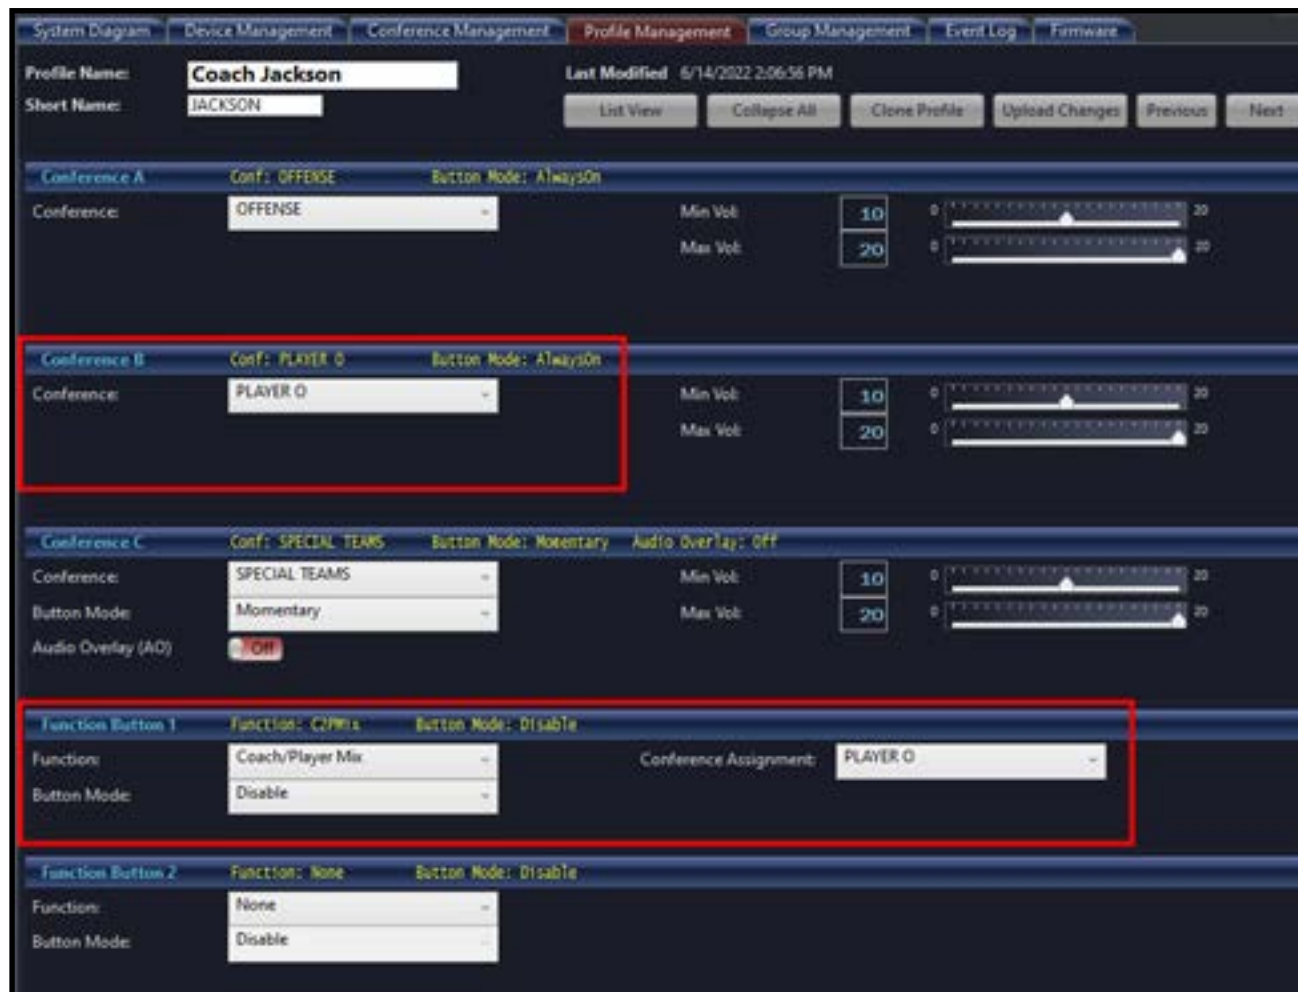 System Diagram Device Management Conference Management Profile Management Group Management Event Log Firmware
Profile Name: Coach Jackson Last Modified 6/14/2022 2:06:56 PM
Short Name: JACKSON List View Collapse All Clone Profile Upload Changes Previous Next
Conference A Conf: OFFENSE Button Mode: AlwaysOn
Conference: OFFENSE Min Vol: 10 0 20
Max Vol: 20 0 20
Conference B Conf: PLAYER O Button Mode: AlwaysOn
Conference: PLAYER O Min Vol: 10 0 20
Max Vol: 20 0 20
Conference C Conf: SPECIAL TEAMS Button Mode: Momentary Audio Overlay: Off
Conference: SPECIAL TEAMS Min Vol: 10 0 20
Button Mode: Momentary Max Vol: 20 0 20
Audio Overlay (AO) Off
Function Button 1 Function: C2PMix Button Mode: Disable
Function: Coach/Player Mix Conference Assignment: PLAYER O
Button Mode: Disable
Function Button 2 Function: None Button Mode: Disable
Function: None
Button Mode: Disable